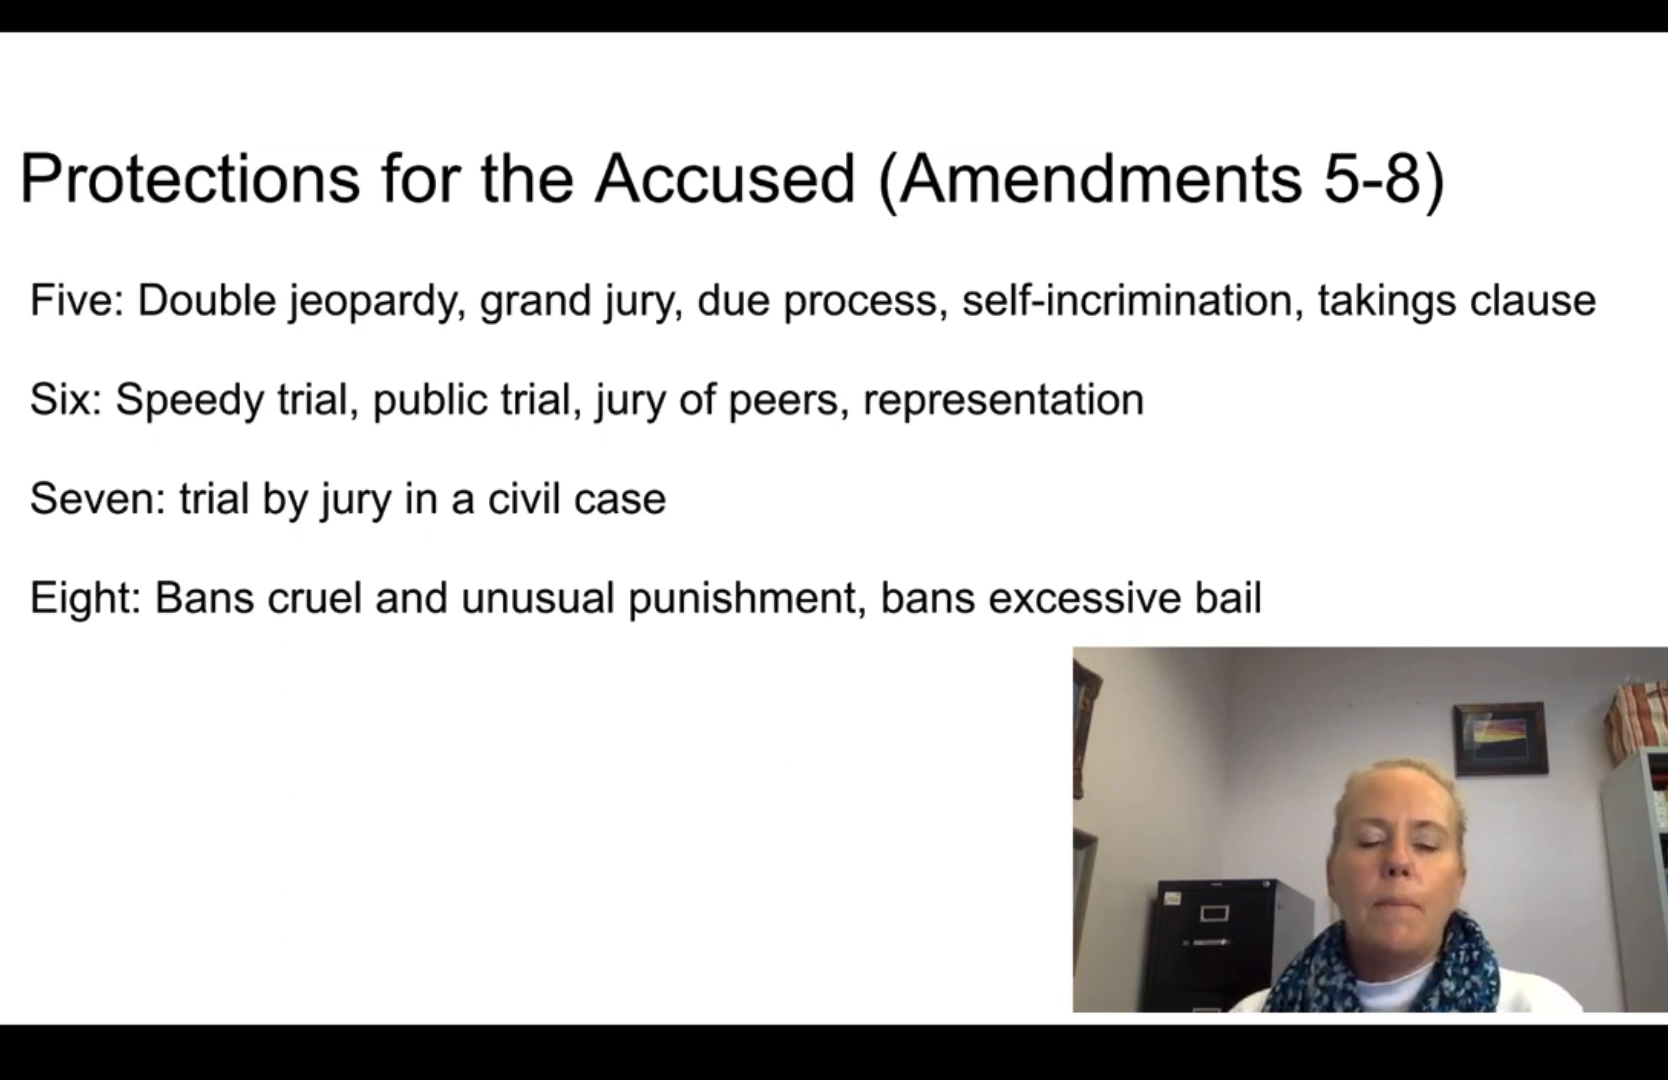 Protections for the Accused (Amendments 5-8)
Five: Double jeopardy, grand jury, due process, self-incrimination, takings clause
Six: Speedy trial, public trial, jury of peers, representation
Seven: trial by jury in a civil case
Eight: Bans cruel and unusual punishment, bans excessive bail